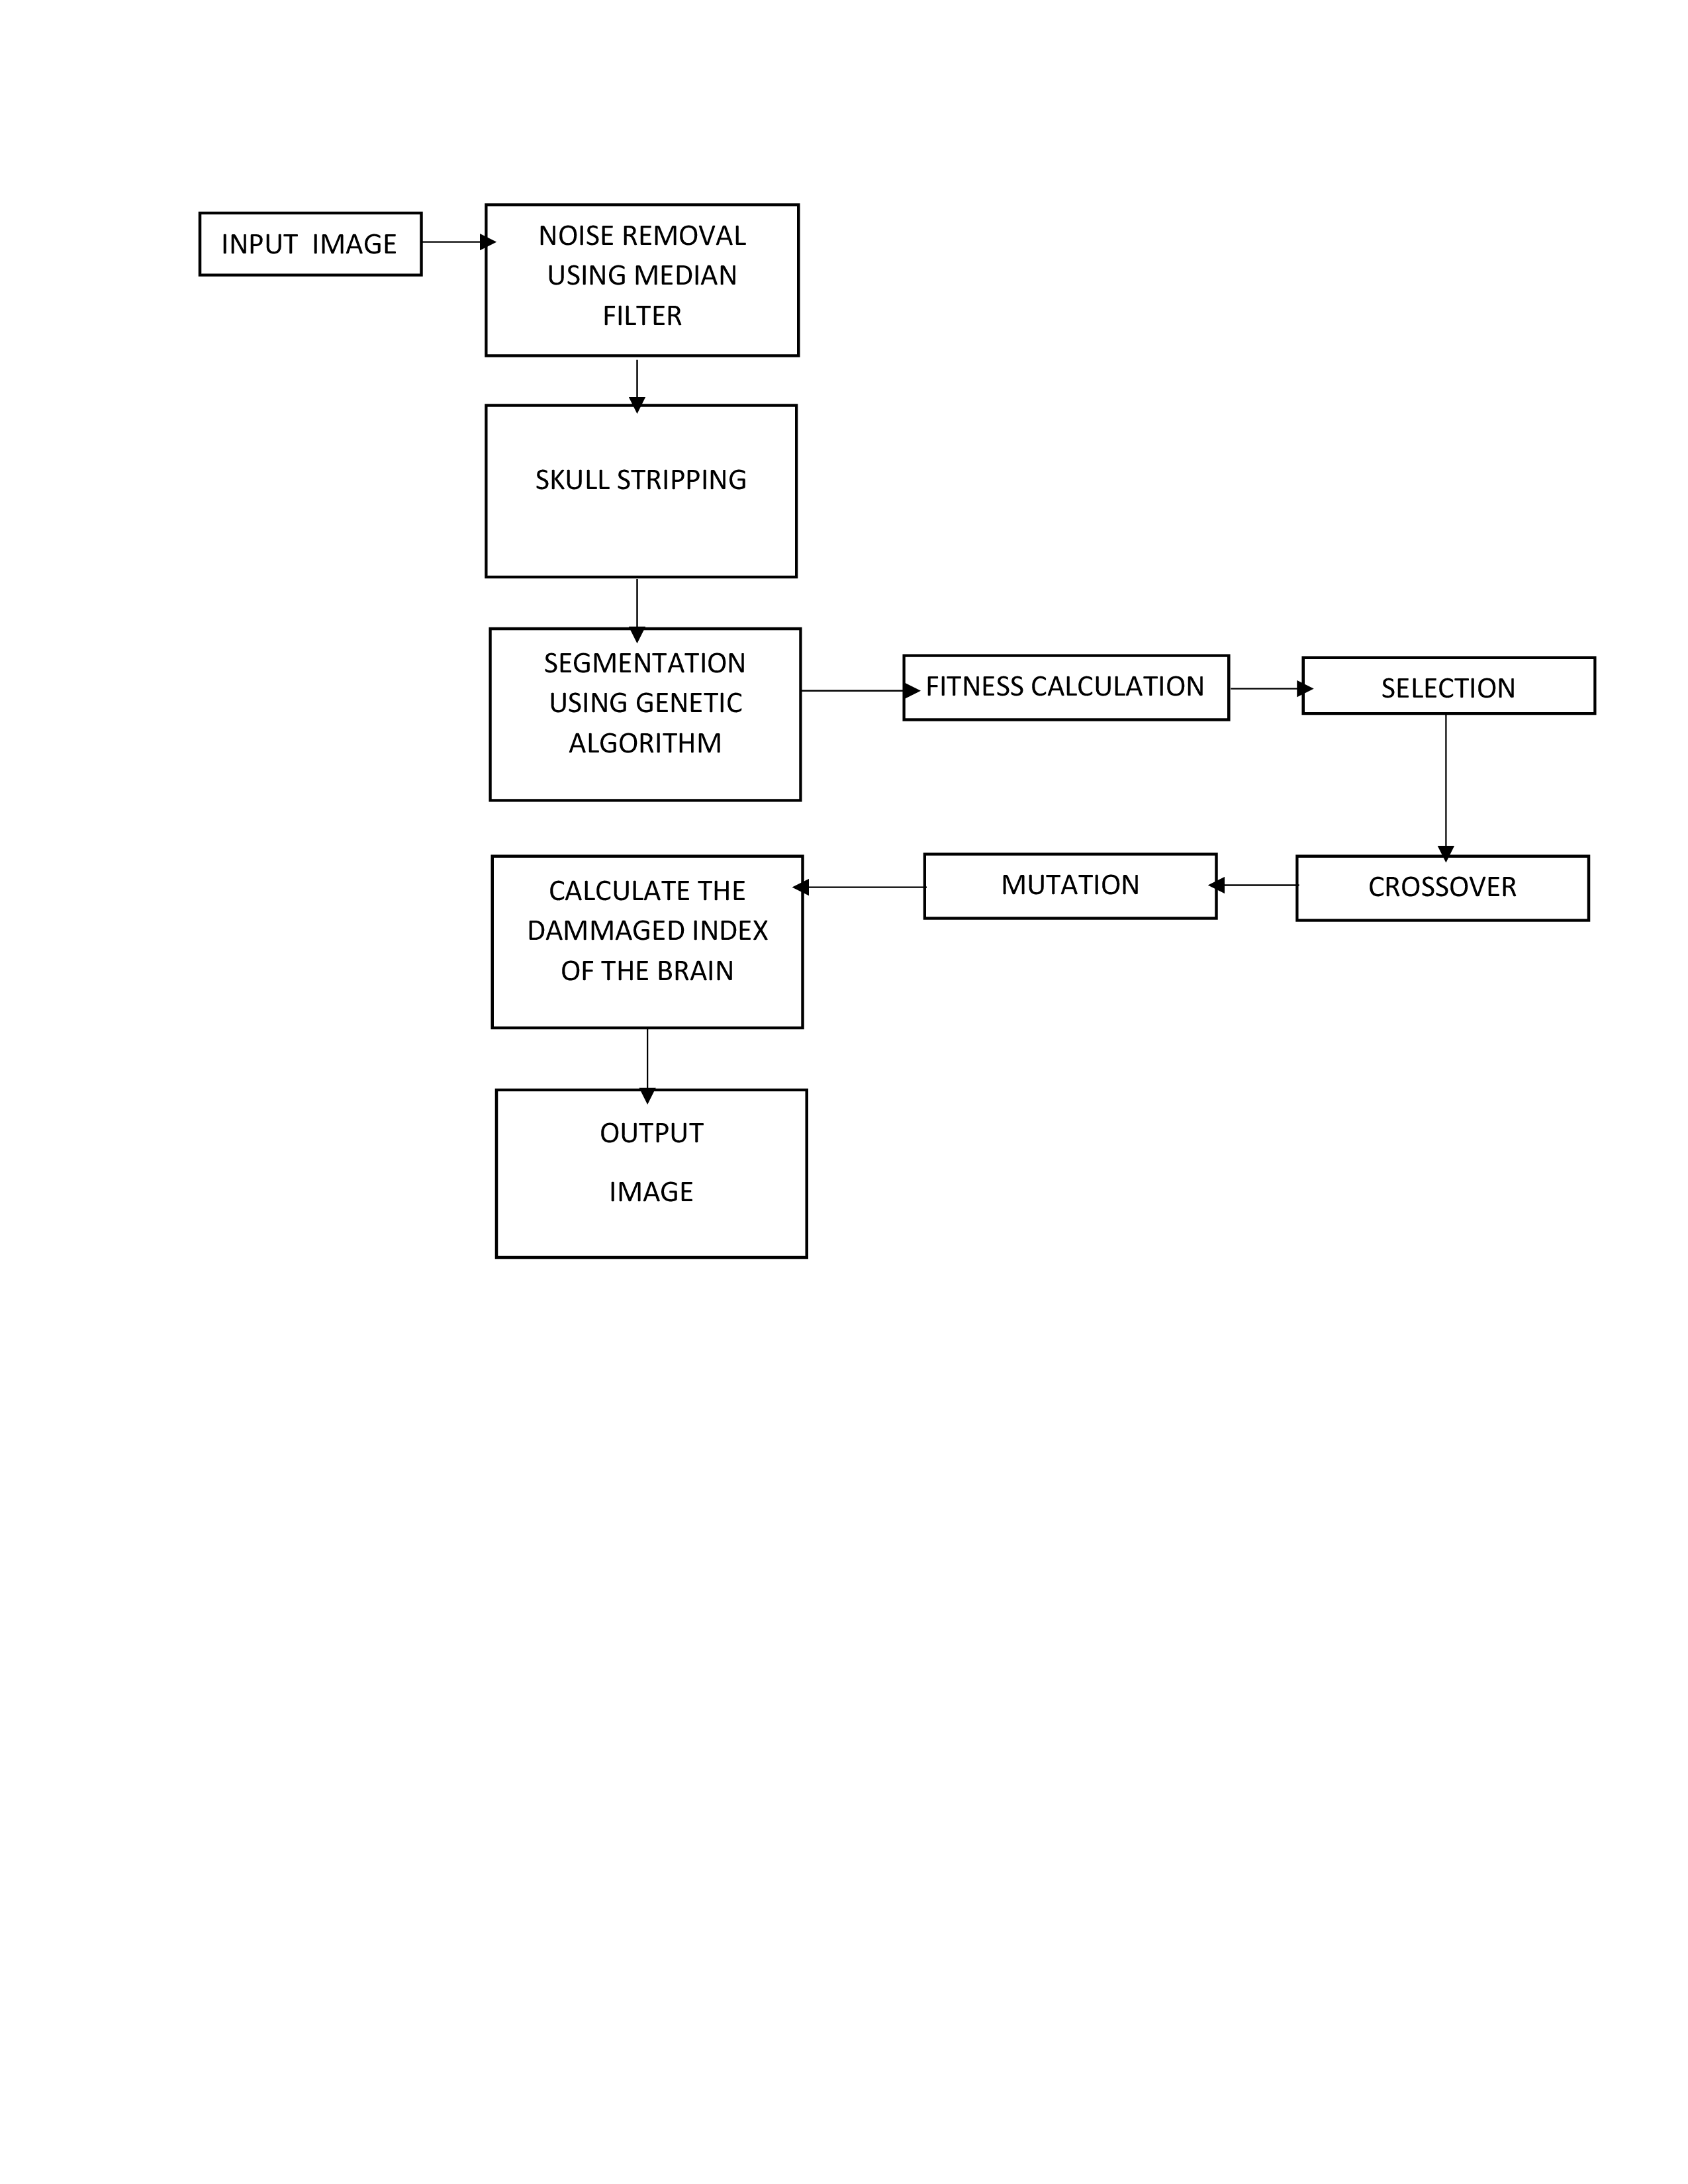 INPUT  IMAGE
NOISE REMOVAL
USING MEDIAN
FILTER
SKULL STRIPPING
SEGMENTATION
USING GENETIC
ALGORITHM
FITNESS CALCULATION
SELECTION
CROSSOVER
MUTATION
CALCULATE THE
DAMMAGED INDEX
OF THE BRAIN
OUTPUT
IMAGE